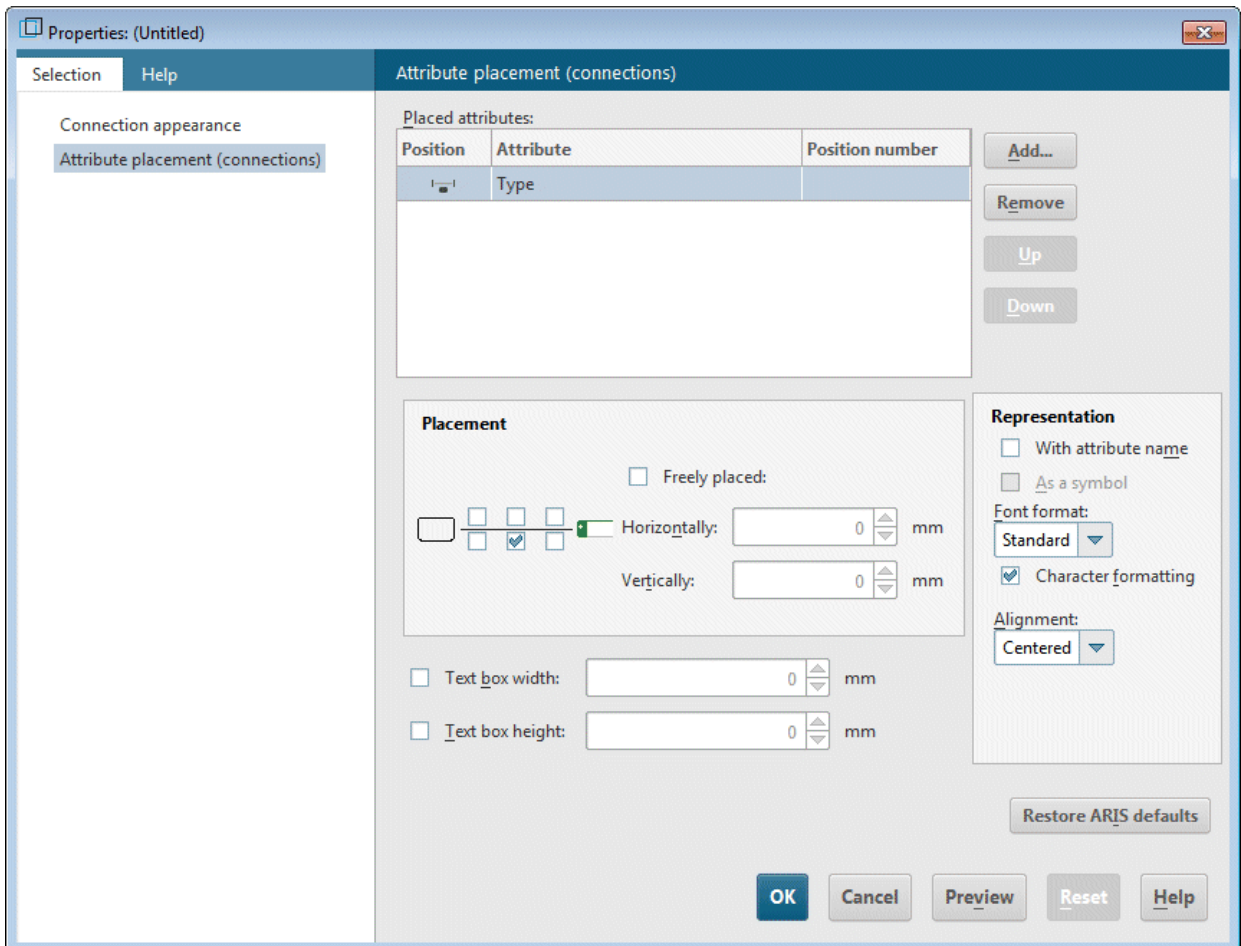 Properties: (Untitled)
Selection Help Attribute placement (connections)
Connection appearance
Attribute placement (connections)
Placed attributes:
Position Attribute Position number
Type
Add...
Remove
Up
Down
Placement
Freely placed:
Horizontally: 0 mm
Vertically: 0 mm
Text box width: 0 mm
Text box height: 0 mm
Representation
With attribute name
As a symbol
Font format:
Standard
Character formatting
Alignment:
Centered
Restore ARIS defaults
OK Cancel Preview Reset Help